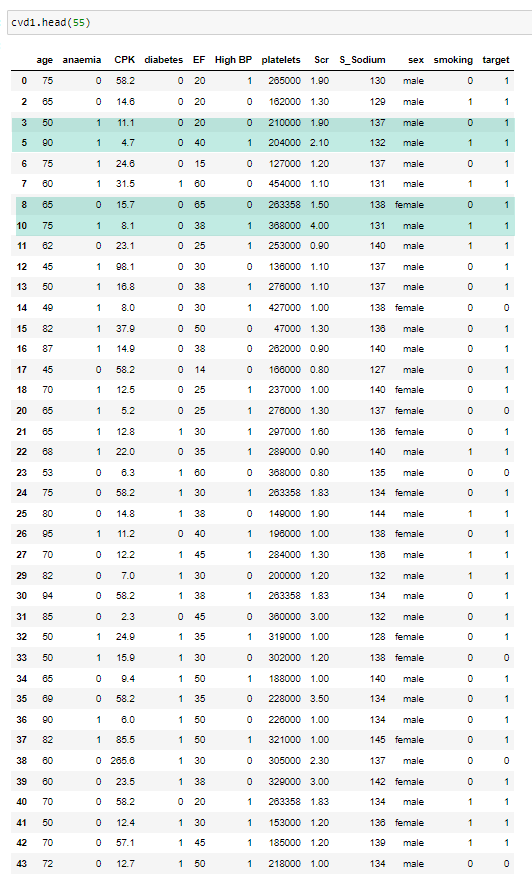 cvd1.head(55)
age anaemia CPK diabetes EF High BP platelets Scr S_Sodium sex smoking target
0 75 0 58.2 0 20 1 265000 1.90 130 male 0 1
2 65 0 14.6 0 20 0 162000 1.30 129 male 1 1
3 50 1 11.1 0 20 0 210000 1.90 137 male 0 1
5 90 1 4.7 0 40 1 204000 2.10 132 male 1 1
6 75 1 24.6 0 15 0 127000 1.20 137 male 0 1
7 60 1 31.5 1 60 0 454000 1.10 131 male 1 1
8 65 0 15.7 0 65 0 263358 1.50 138 female 0 1
10 75 1 8.1 0 38 1 368000 4.00 131 male 1 1
11 62 0 23.1 0 25 1 253000 0.90 140 male 1 1
12 45 1 98.1 0 30 0 136000 1.10 137 male 0 1
13 50 1 16.8 0 38 1 276000 1.10 137 male 0 1
14 49 1 8.0 0 30 1 427000 1.00 138 female 0 0
15 82 1 37.9 0 50 0 47000 1.30 136 male 0 1
16 87 1 14.9 0 38 0 262000 0.90 140 male 0 1
17 45 0 58.2 0 14 0 166000 0.80 127 male 0 1
18 70 1 12.5 0 25 1 237000 1.00 140 female 0 1
20 65 1 5.2 0 25 1 276000 1.30 137 female 0 0
21 65 1 12.8 1 30 1 297000 1.60 136 female 0 1
22 68 1 22.0 0 35 1 289000 0.90 140 male 1 1
23 53 0 6.3 1 60 0 368000 0.80 135 male 0 0
24 75 0 58.2 1 30 1 263358 1.83 134 female 0 1
25 80 0 14.8 1 38 0 149000 1.90 144 male 1 1
26 95 1 11.2 0 40 1 196000 1.00 138 female 0 1
27 70 0 12.2 1 45 1 284000 1.30 136 male 1 1
29 82 0 7.0 1 30 0 200000 1.20 132 male 1 1
30 94 0 58.2 1 38 1 263358 1.83 134 male 0 1
31 85 0 2.3 0 45 0 360000 3.00 132 male 0 1
32 50 1 24.9 1 35 1 319000 1.00 128 female 0 1
33 50 1 15.9 1 30 0 302000 1.20 138 female 0 0
34 65 0 9.4 1 50 1 188000 1.00 140 male 0 1
35 69 0 58.2 1 35 0 228000 3.50 134 male 0 1
36 90 1 6.0 1 50 0 226000 1.00 134 male 0 1
37 82 1 85.5 1 50 1 321000 1.00 145 female 0 1
38 60 0 265.6 1 30 0 305000 2.30 137 male 0 0
39 60 0 23.5 1 38 0 329000 3.00 142 female 0 1
40 70 0 58.2 0 20 1 263358 1.83 134 male 1 1
41 50 0 12.4 1 30 1 153000 1.20 136 female 1 1
42 70 0 57.1 1 45 1 185000 1.20 139 male 1 1
43 72 0 12.7 1 50 1 218000 1.00 134 male 0 0